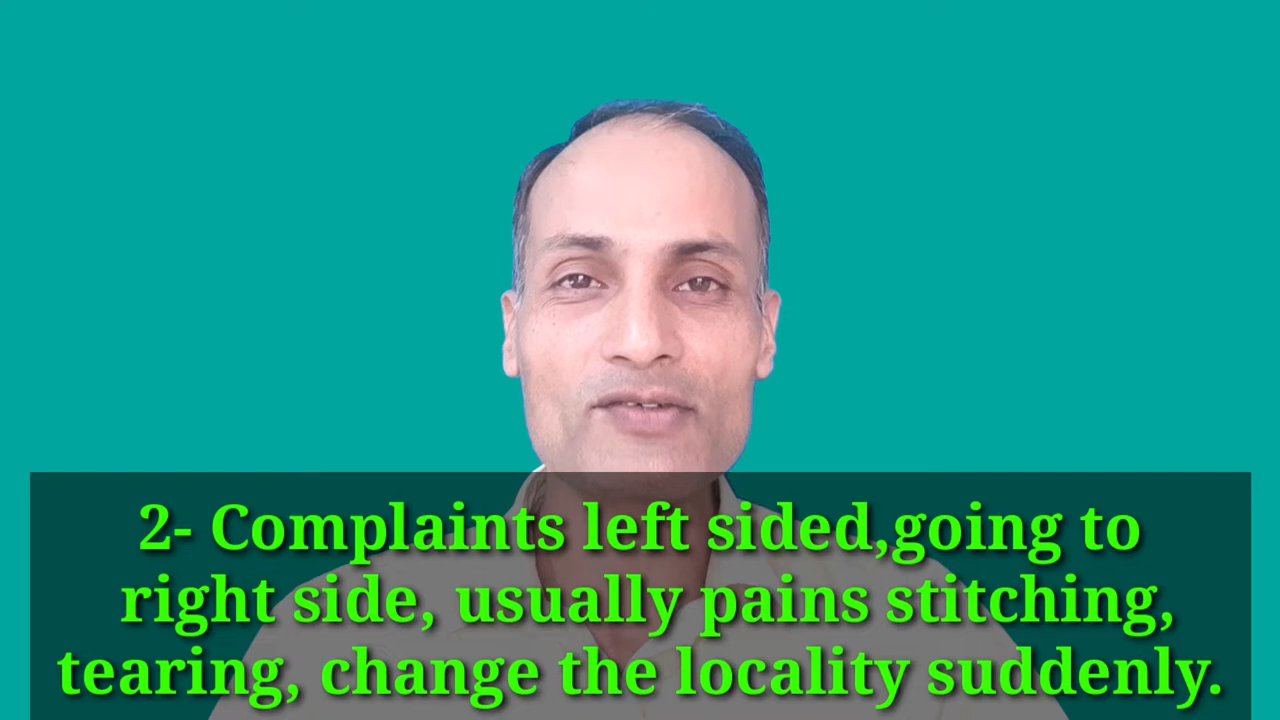 2- Complaints left sided,going to
right side, usually pains stitching,
tearing, change the locality suddenly.